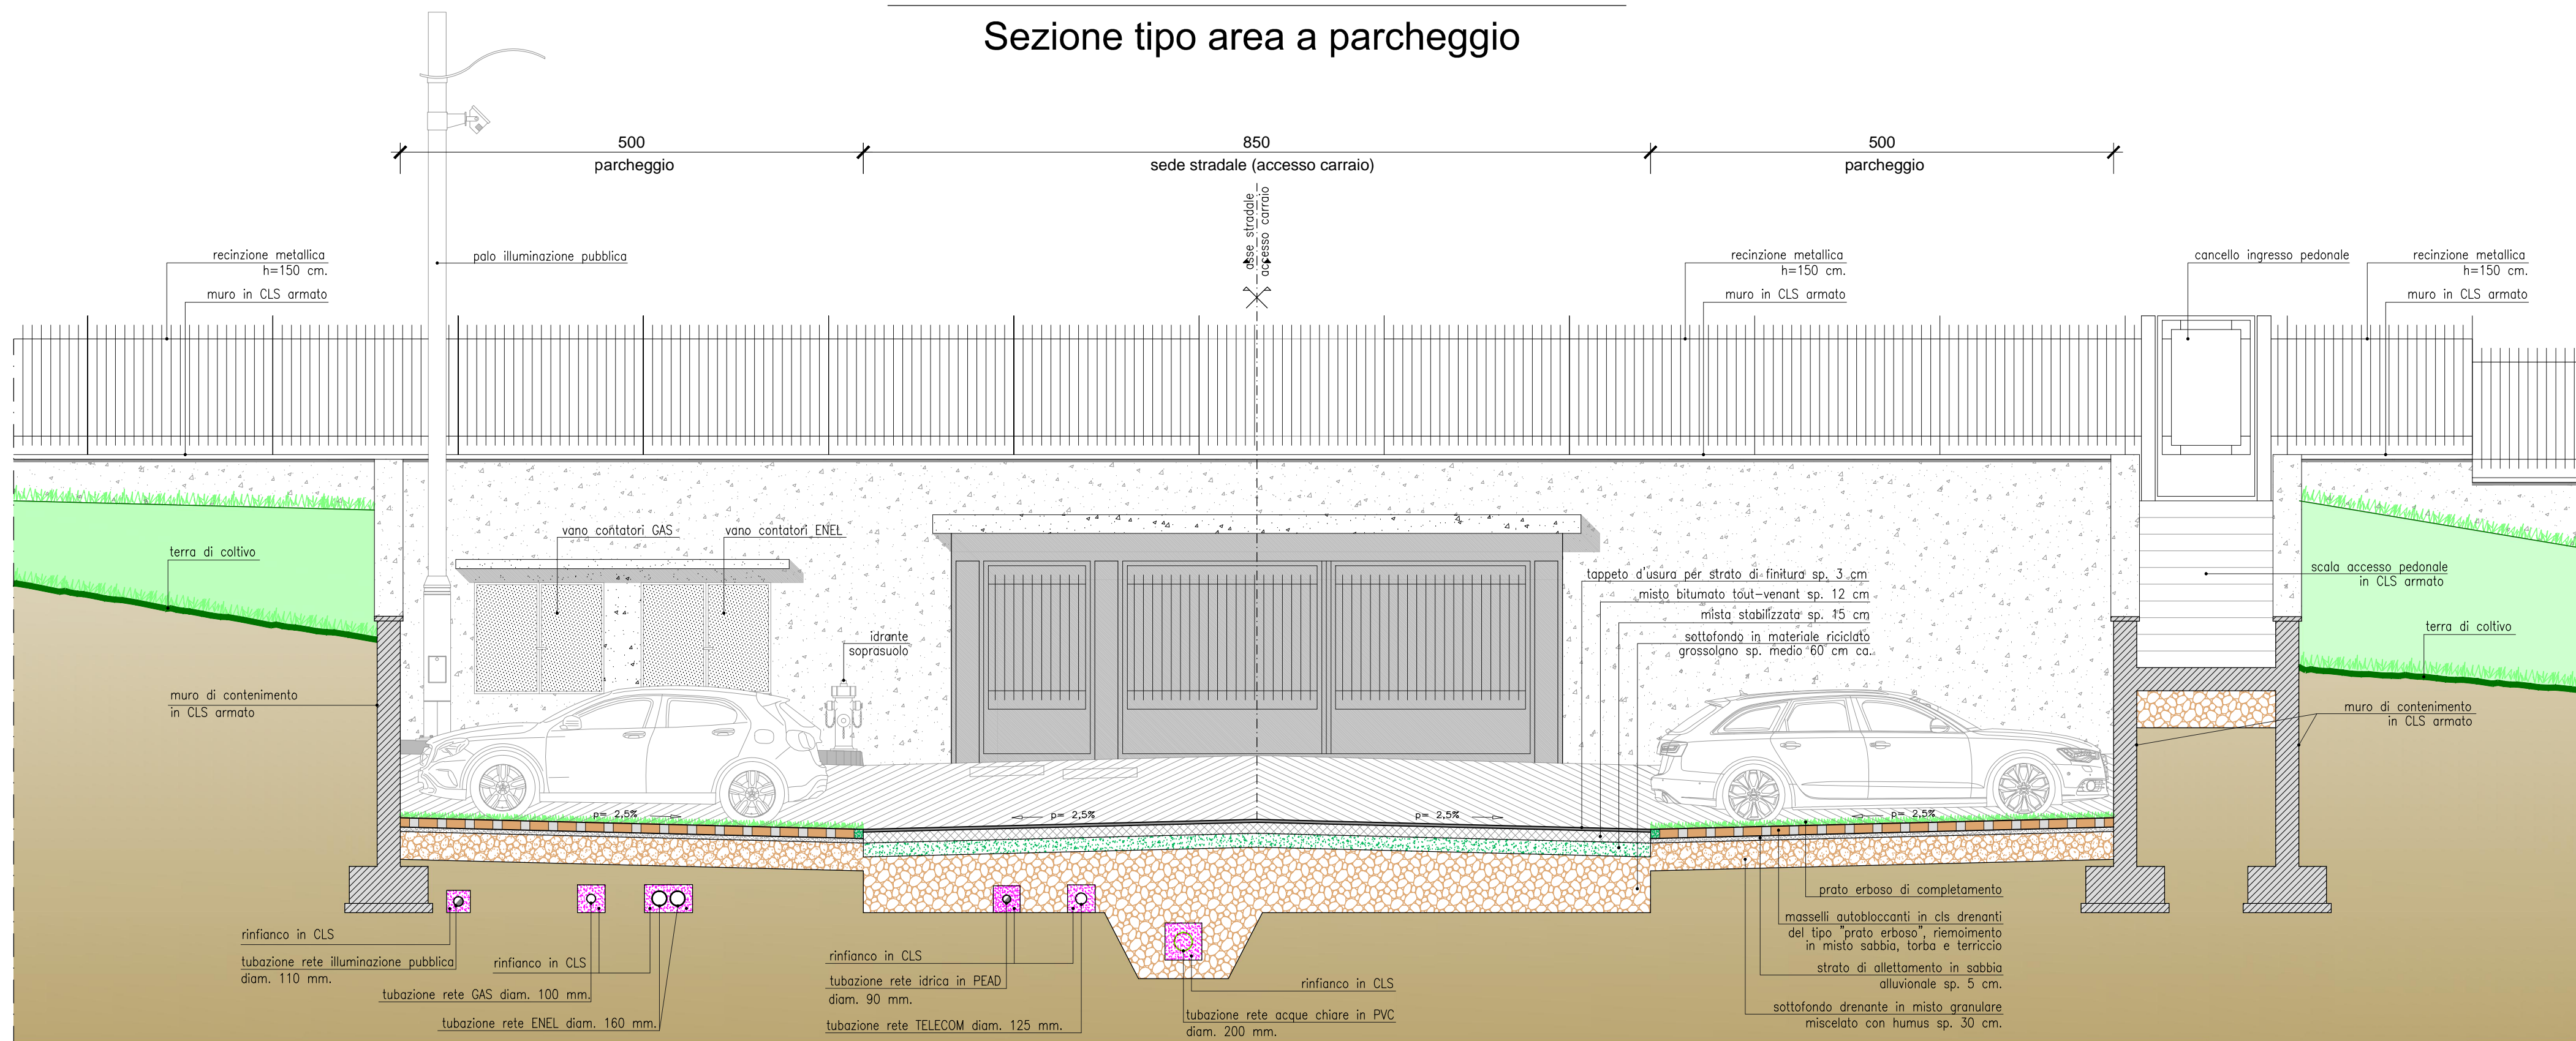 Sezione tipo area a parcheggio
500
parcheggio
850
sede stradale (accesso carraio)
500
parcheggio
asse stradale
accesso carraio
recinzione metallica
h=150 cm.
muro in CLS armato
palo illuminazione pubblica
recinzione metallica
h=150 cm.
muro in CLS armato
cancello ingresso pedonale
recinzione metallica
h=150 cm.
muro in CLS armato
vano contatori GAS
vano contatori ENEL
terra di coltivo
idrante
soprasuolo
muro di contenimento
in CLS armato
tappeto d'usura per strato di finitura sp. 3 cm
misto bitumato tout-venant sp. 12 cm
mista stabilizzata sp. 15 cm
sottofondo in materiale riciclato
grossolano sp. medio 60 cm ca.
scala accesso pedonale
in CLS armato
terra di coltivo
muro di contenimento
in CLS armato
p= 2,5%
p= 2,5%
p= 2,5%
p= 2,5%
rinfianco in CLS
tubazione rete illuminazione pubblica
diam. 110 mm.
rinfianco in CLS
tubazione rete GAS diam. 100 mm.
tubazione rete ENEL diam. 160 mm.
rinfianco in CLS
tubazione rete idrica in PEAD
diam. 90 mm.
tubazione rete TELECOM diam. 125 mm.
rinfianco in CLS
tubazione rete acque chiare in PVC
diam. 200 mm.
prato erboso di completamento
masselli autobloccanti in cls drenanti
del tipo "prato erboso", riemoimento
in misto sabbia, torba e terriccio
strato di allettamento in sabbia
alluvionale sp. 5 cm.
sottofondo drenante in misto granulare
miscelato con humus sp. 30 cm.